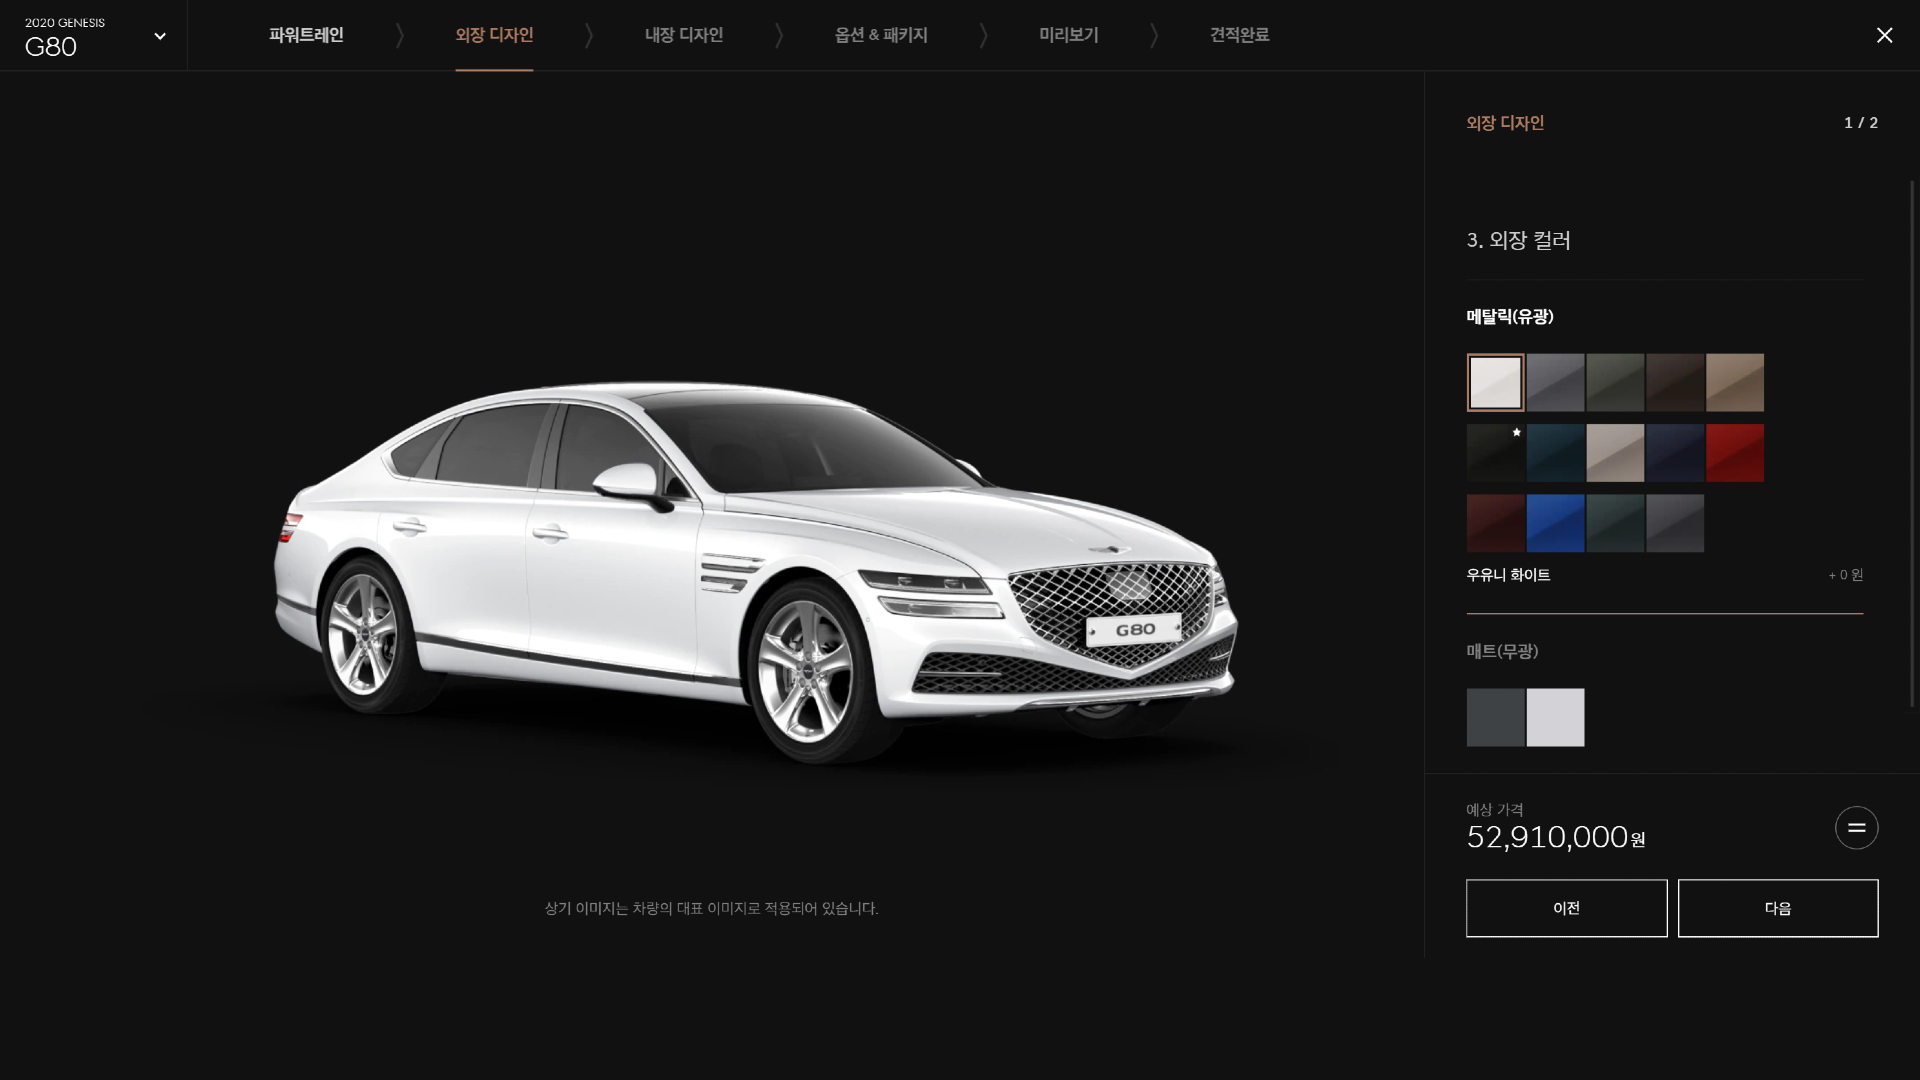 2020 GENESIS
G80
파워트레인
외장 디자인
내장 디자인
옵션 & 패키지
미리보기
견적완료
외장 디자인
1 / 2
3. 외장 컬러
메탈릭(유광)
우유니 화이트
+ 0 원
매트(무광)
G80
예상 가격
52,910,000원
이전
다음
상기 이미지는 차량의 대표 이미지로 적용되어 있습니다.